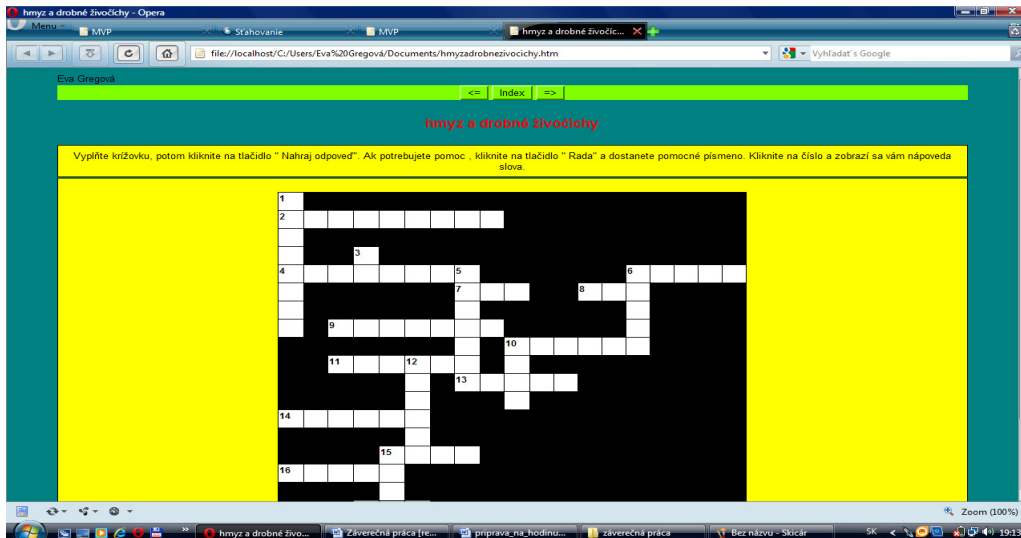 hmyz a drobné živočíchy - Opera
Menu
MVP
Sťahovanie
MVP
hmyz a drobné živočíc...
file://localhost/C:/Users/Eva%20Gregová/Documents/hmyzadrobnezivocichy.htm
Vyhľadať s Google
Eva Gregová
<= Index =>
hmyz a drobné živočíchy
Vyplňte krížovku, potom kliknite na tlačidlo " Nahraj odpoveď". Ak potrebujete pomoc , kliknite na tlačidlo " Rada" a dostanete pomocné písmeno. Kliknite na číslo a zobrazí sa vám nápoveda
slova.
1
2
3
4 5 6
7 8
9
10
11 12
13
14
15
16
Zoom (100%)
hmyz a drobné živo...
Záverečná práca [re...
priprava_na_hodinu...
záverečná práca
Bez názvu - Skicár
SK
19:13